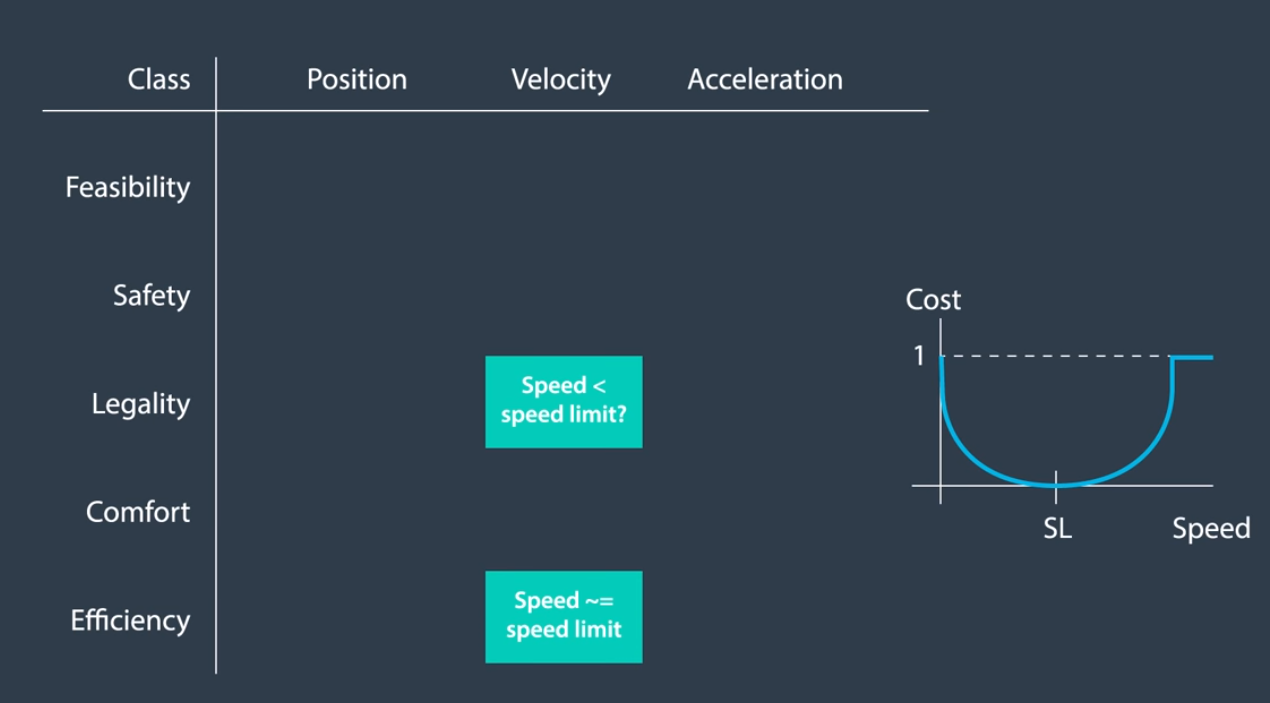 Class Position Velocity Acceleration
Feasibility
Safety
Legality
Speed <
speed limit?
Comfort
Efficiency
Speed ~=
speed limit
Cost
1
SL
Speed